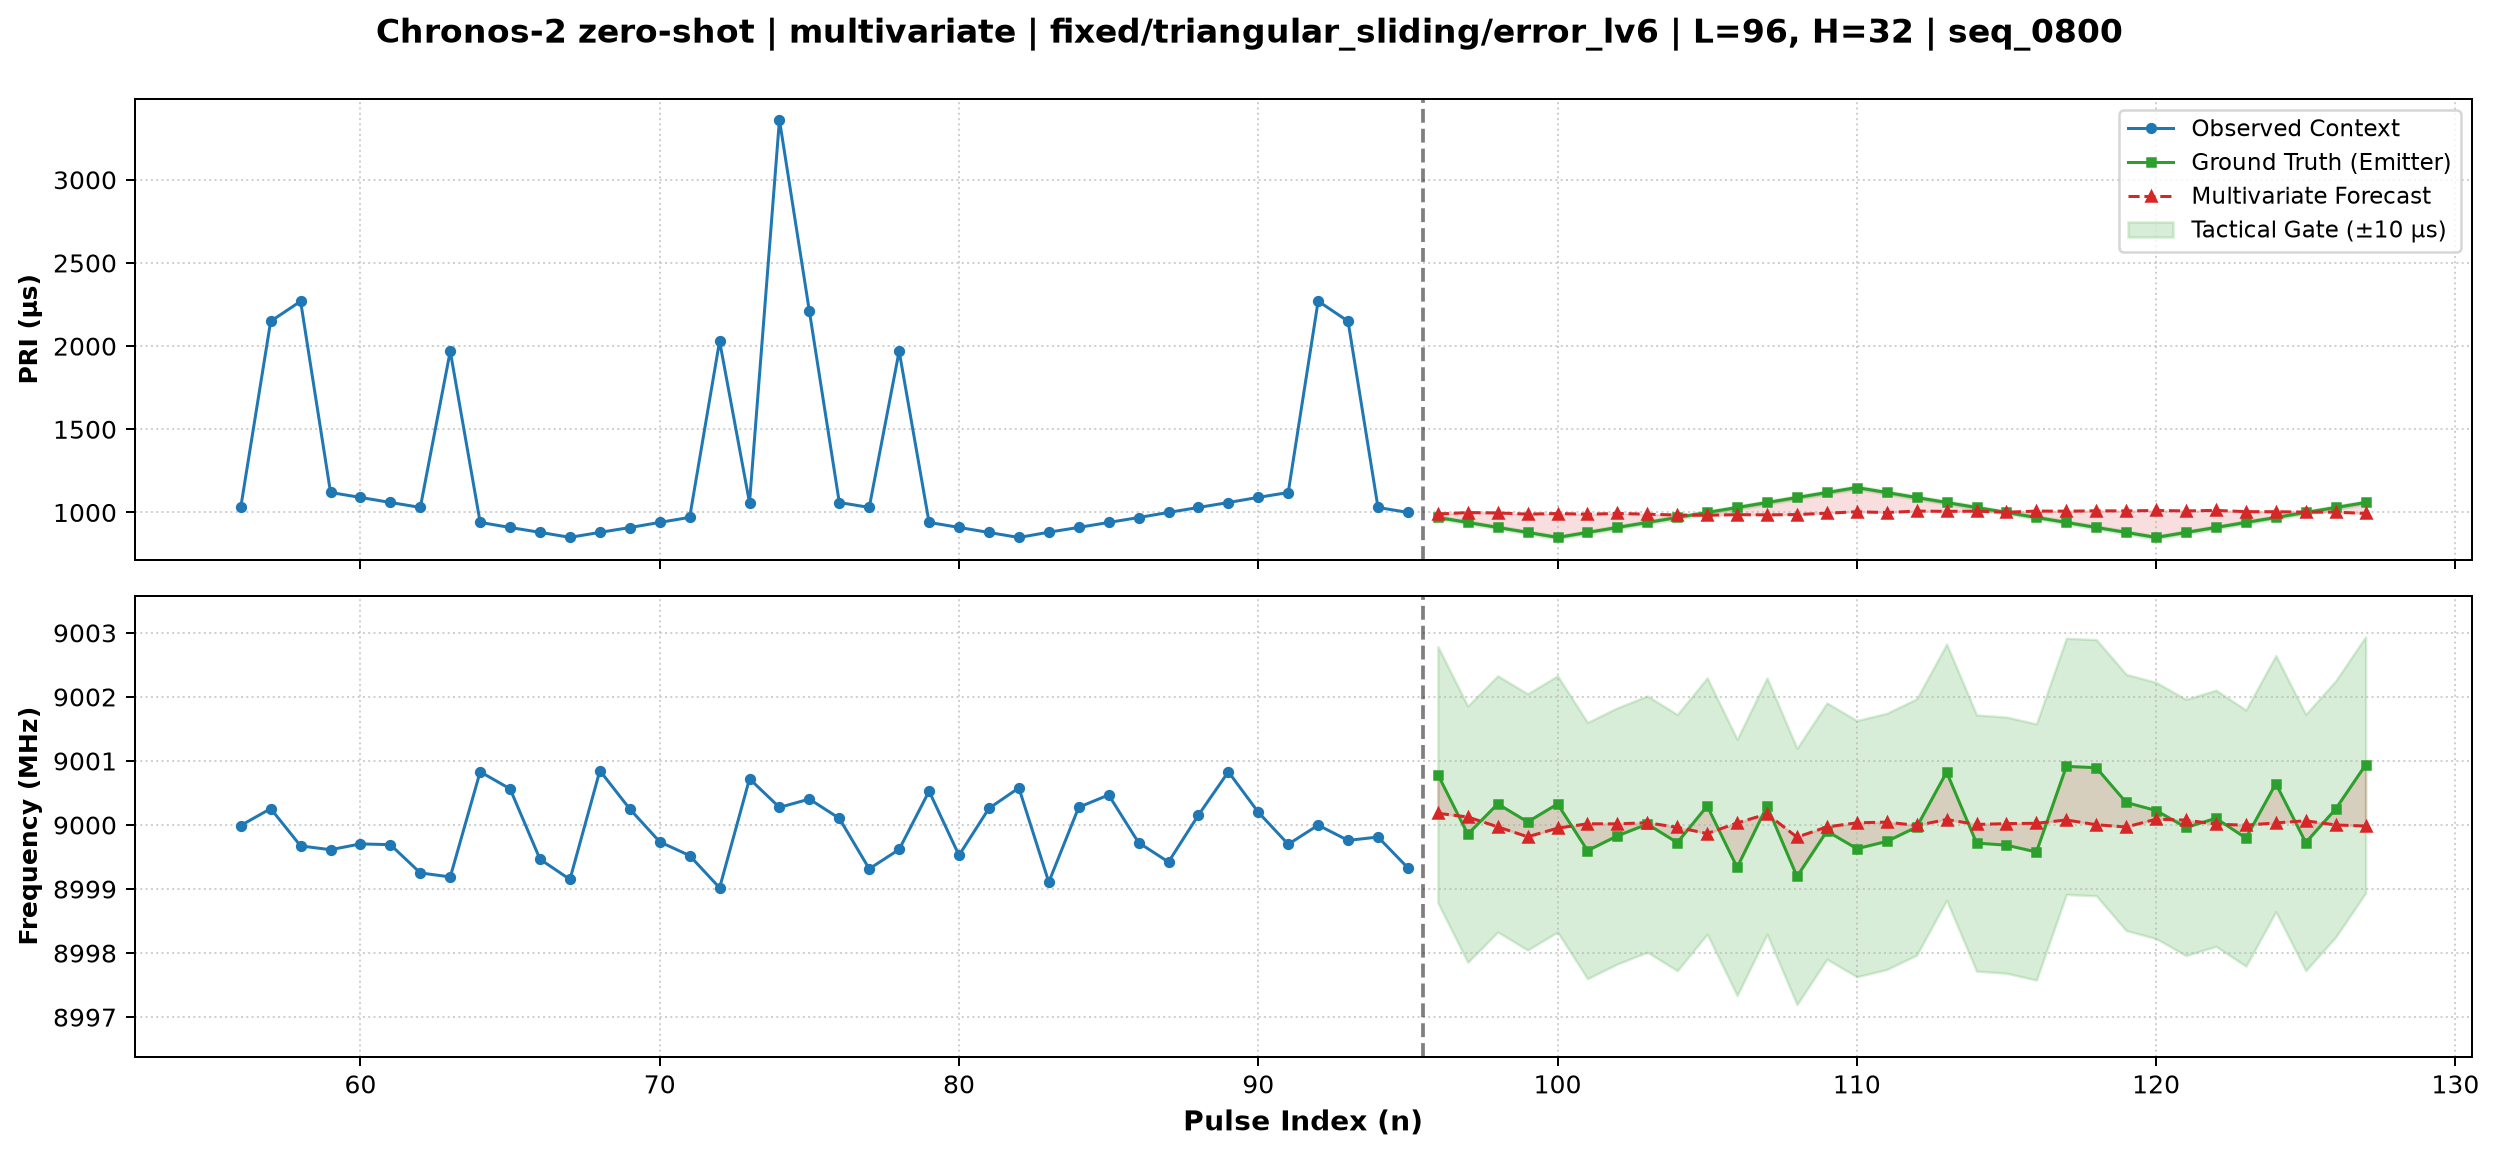 Chronos-2 zero-shot | multivariate | fixed/triangular_sliding/error_lv6 | L=96, H=32 | seq_0800
Observed Context
Ground Truth (Emitter)
Multivariate Forecast
Tactical Gate (±10 µs)
PRI (µs)
3000
2500
2000
1500
1000
Frequency (MHz)
9003
9002
9001
9000
8999
8998
8997
60 70 80 90 100 110 120 130
Pulse Index (n)